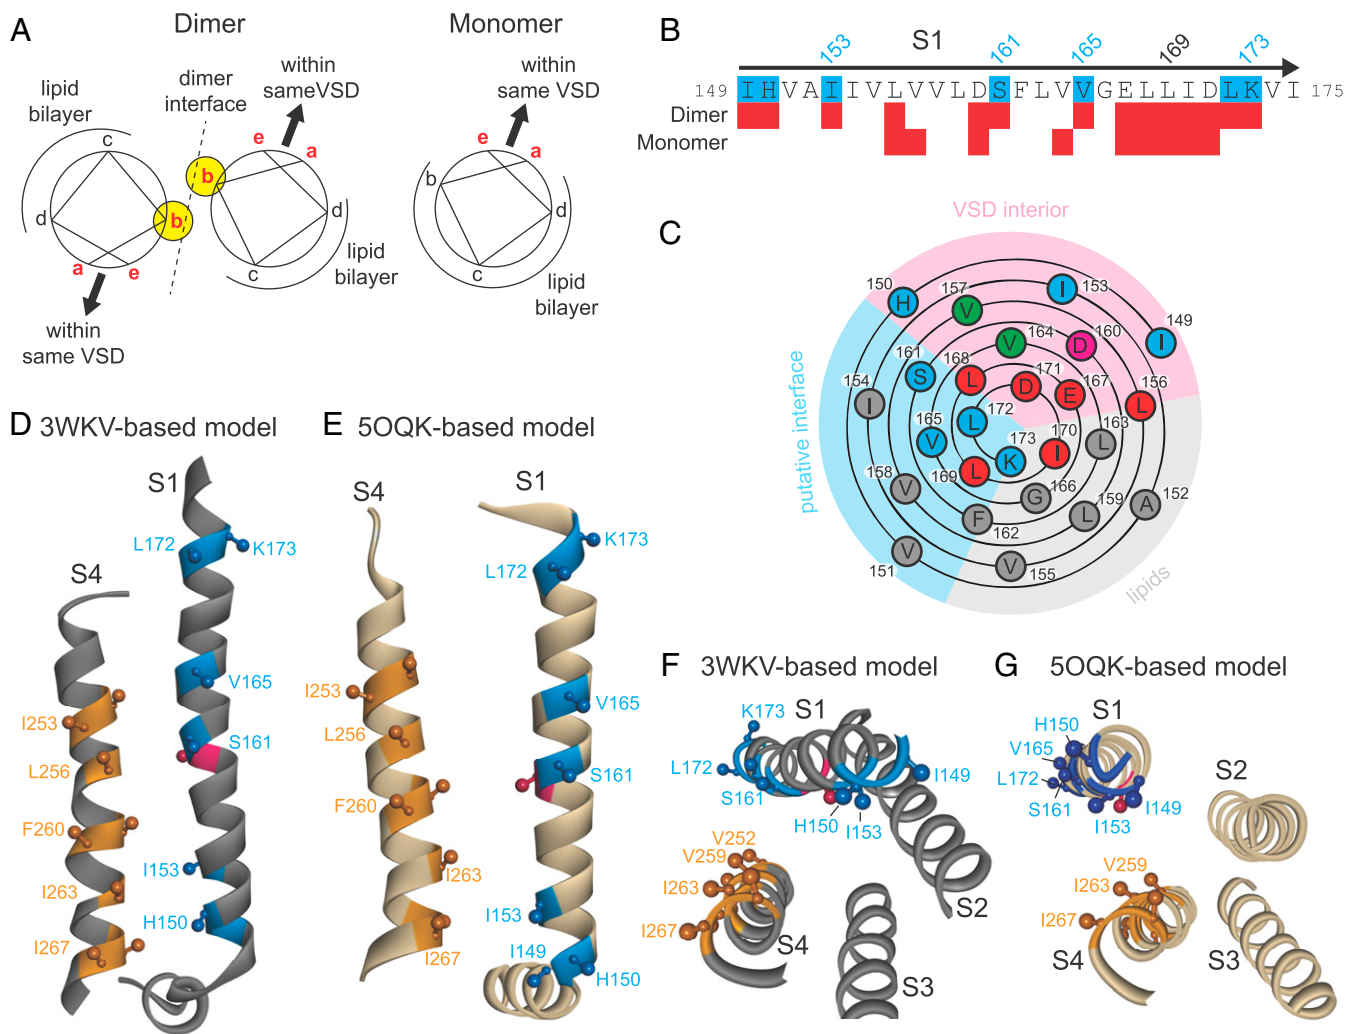 A
Dimer
Monomer
lipid
bilayer
dimer
interface
within
sameVSD
within
same VSD
c
d
b
a
e
b
e
a
d
c
e
a
b
d
c
within
same VSD
lipid
bilayer
lipid
bilayer
B
S1
153
161
165
169
173
149 IHVAIIVLVVLDSFLVVGELLIDLKVI 175
Dimer
Monomer
C
VSD interior
putative interface
lipids
150 H
157 V
I 153
149 I
164 V
160 D
161 S
168 L
171 D
167 E
156 L
154 I
165 V
172 L
173 K
170 I
163 L
169 L
158 V
166 G
159 L
152 A
F 162
V 151
V 155
D 3WKV-based model
S1
L172
K173
S4
V165
I253
S161
L256
F260
I153
I263
H150
I267
E 5OQK-based model
S4
S1
K173
L172
I253
V165
L256
S161
F260
I263
I153
I149
I267
H150
F 3WKV-based model
K173
S1
L172
I149
S161
H150
I153
V252
V259
I263
I267
S2
S4
S3
G 5OQK-based model
S1
H150
V165
S2
L172
S161
I149
I153
V259
I263
I267
S4
S3